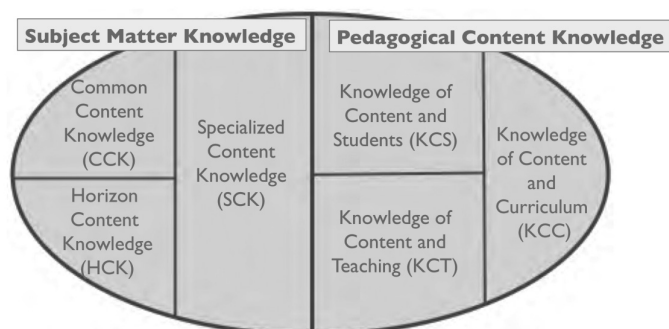 Subject Matter Knowledge
Pedagogical Content Knowledge
Common
Content
Knowledge
(CCK)
Horizon
Content
Knowledge
(HCK)
Specialized
Content
Knowledge
(SCK)
Knowledge of
Content and
Students (KCS)
Knowledge of
Content and
Teaching (KCT)
Knowledge
of Content
and
Curriculum
(KCC)